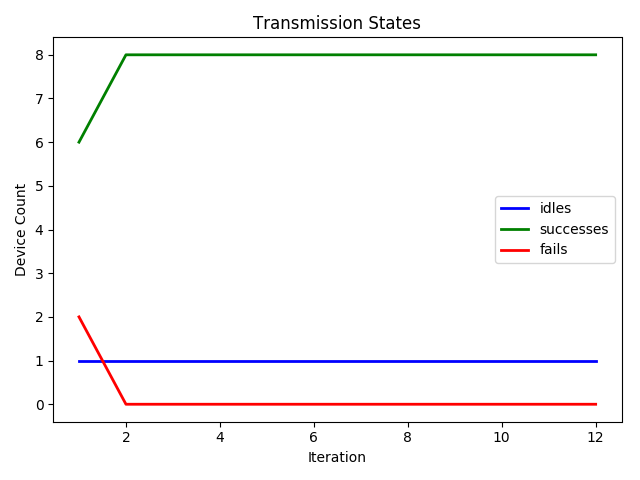 Transmission States
Device Count
8
7
6
5
4
3
2
1
0
idles
successes
fails
2 4 6 8 10 12
Iteration